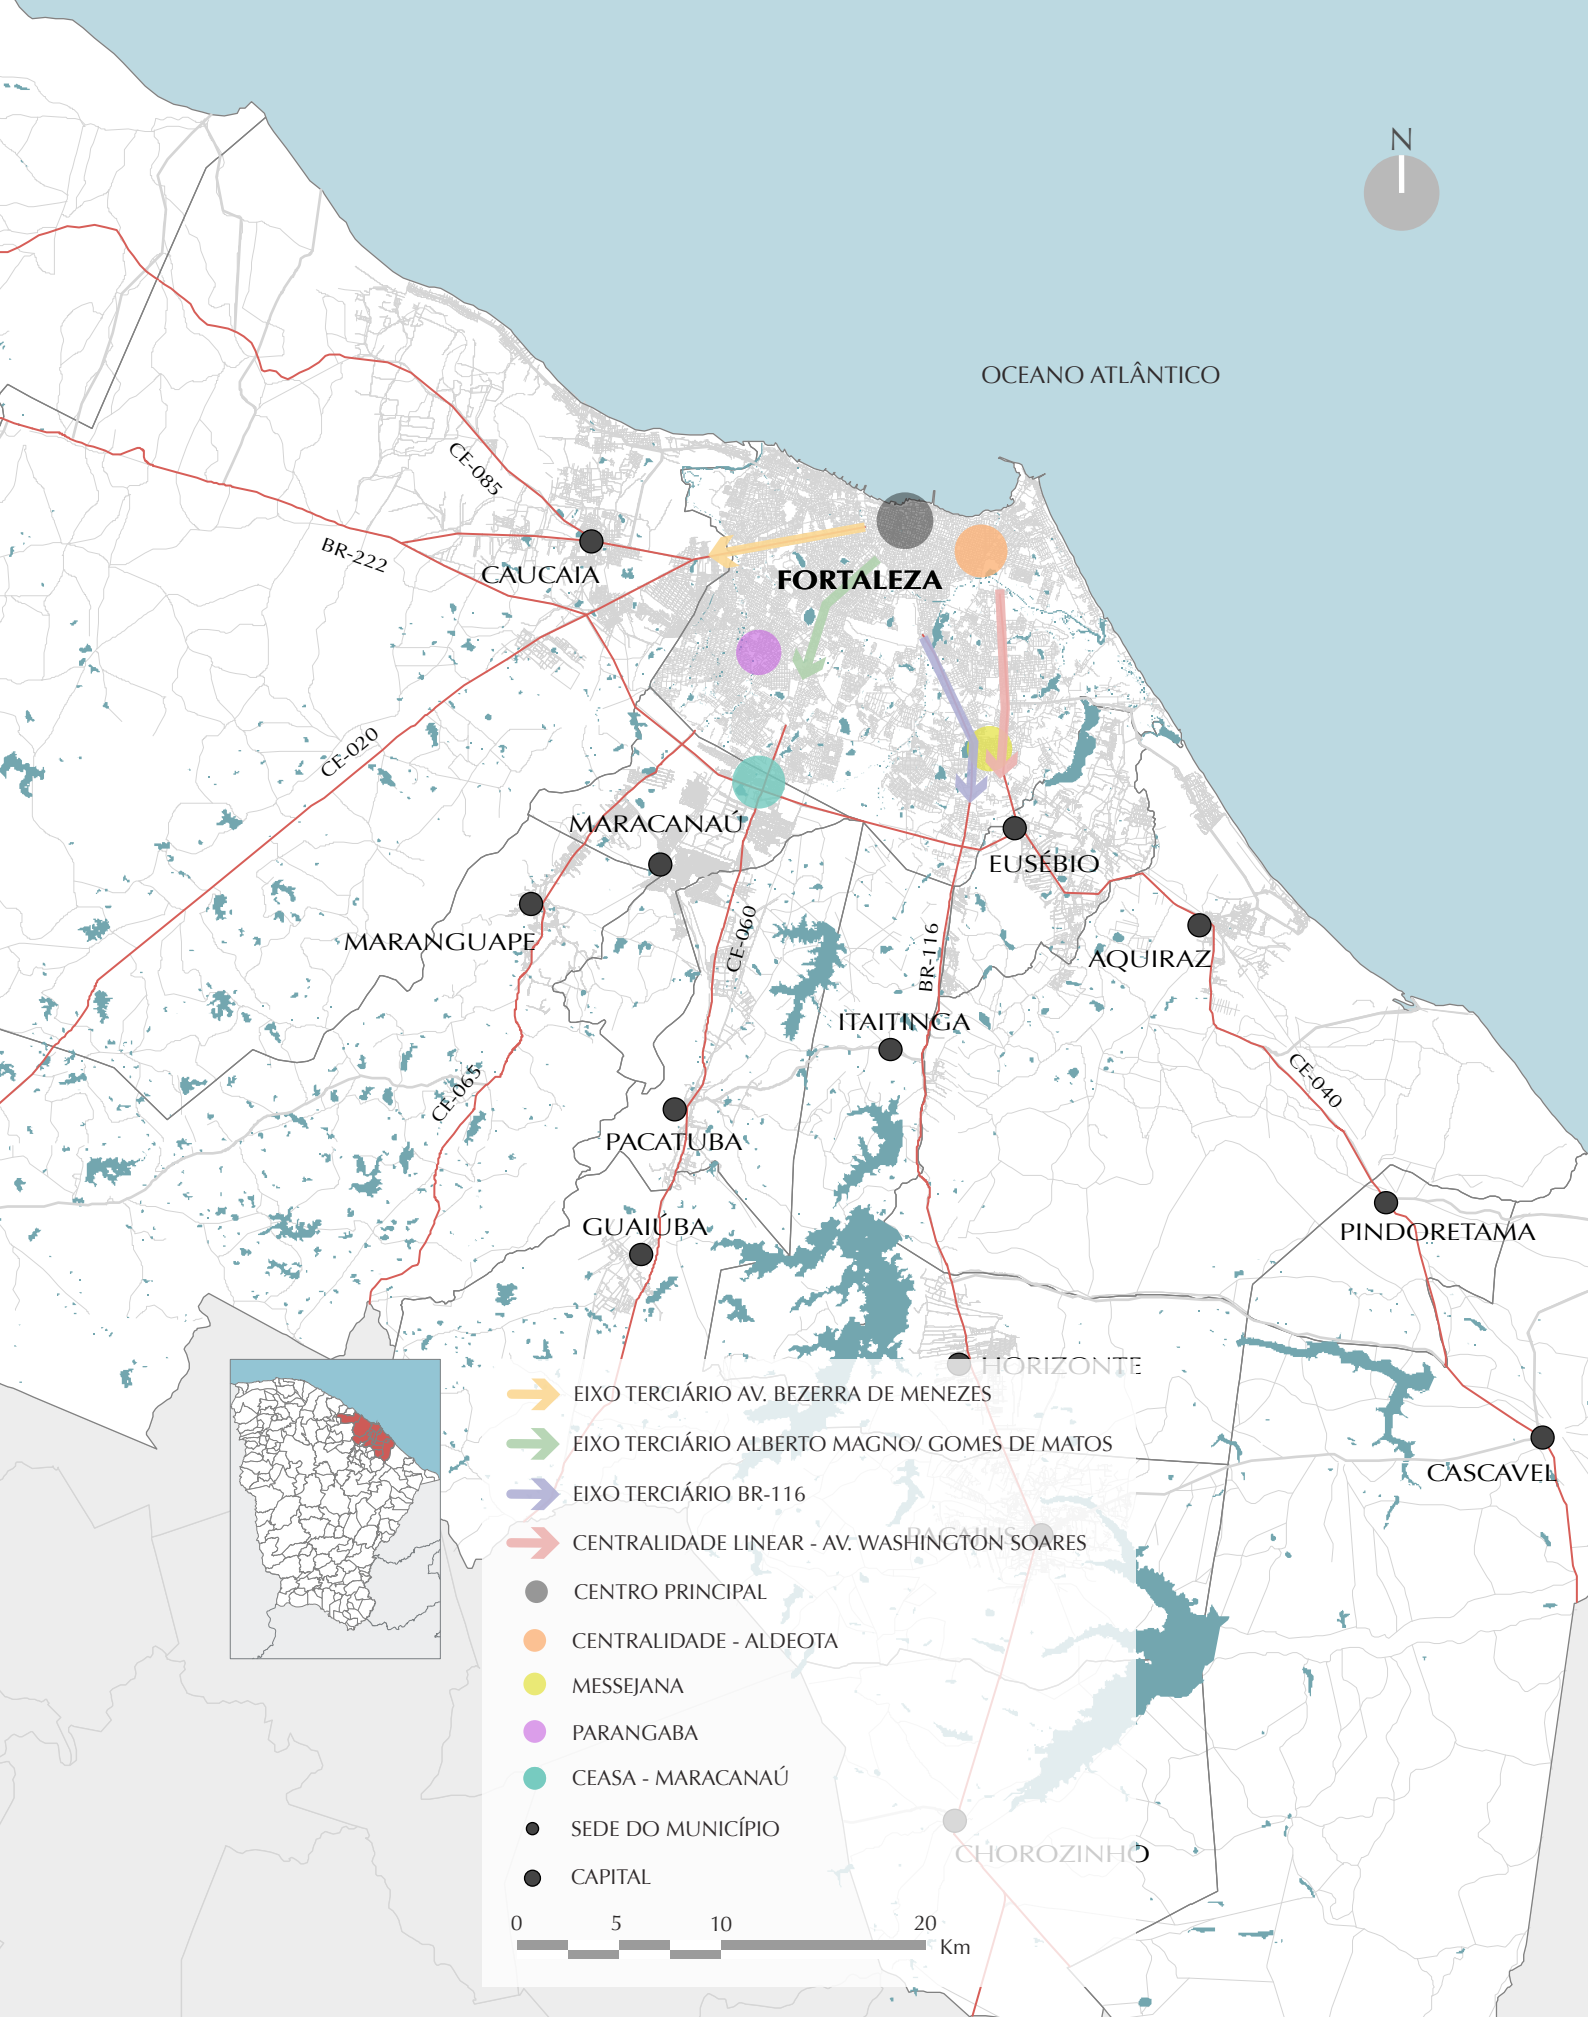 N
OCEANO ATLÂNTICO
CE-085
BR-222
CAUCAIA
FORTALEZA
CE-020
MARACANAÚ
EUSÉBIO
MARANGUAPE
CE-060
BR-116
AQUIRAZ
ITAITINGA
CE-065
CE-040
PACATUBA
GUAIÚBA
PINDORETAMA
HORIZONTE
EIXO TERCIÁRIO AV. BEZERRA DE MENEZES
EIXO TERCIÁRIO ALBERTO MAGNO/ GOMES DE MATOS
CASCAVEL
EIXO TERCIÁRIO BR-116
PACAJUS
CENTRALIDADE LINEAR - AV. WASHINGTON SOARES
CENTRO PRINCIPAL
CENTRALIDADE - ALDEOTA
MESSEJANA
PARANGABA
CEASA - MARACANAÚ
SEDE DO MUNICÍPIO
CHOROZINHO
CAPITAL
0 5 10 20
Km